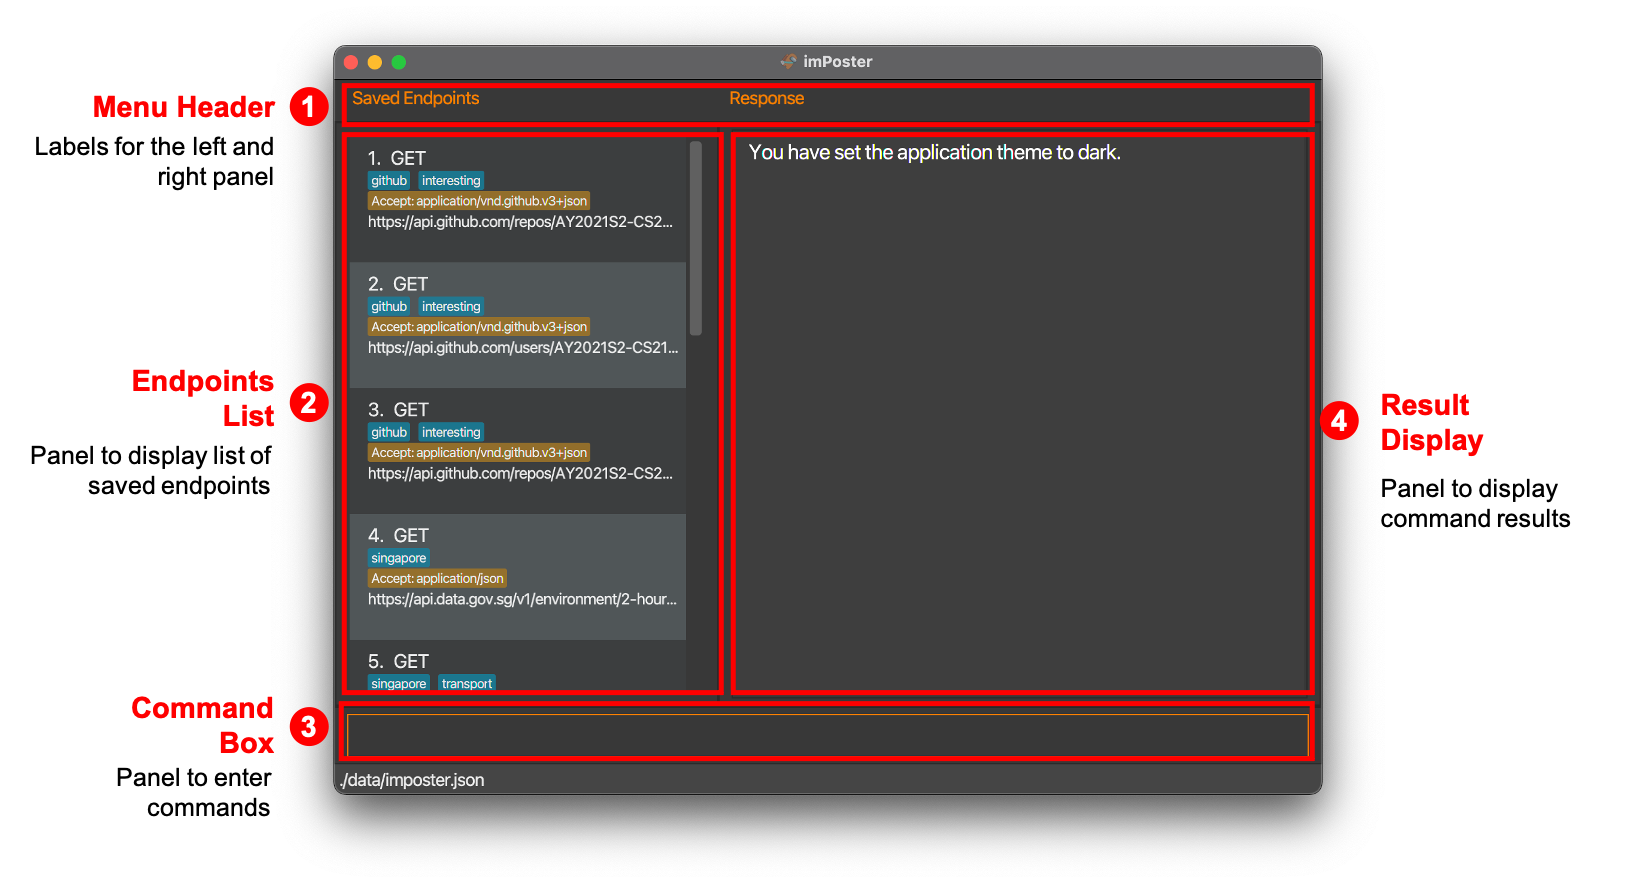 imPoster
Menu Header 1
Labels for the left and
right panel
Saved Endpoints
Response
1. GET
github interesting
Accept: application/vnd.github.v3+json
https://api.github.com/repos/AY2021S2-CS2...
2. GET
github interesting
Accept: application/vnd.github.v3+json
https://api.github.com/users/AY2021S2-CS21...
3. GET
github interesting
Accept: application/vnd.github.v3+json
https://api.github.com/repos/AY2021S2-CS2...
4. GET
singapore
Accept: application/json
https://api.data.gov.sg/v1/environment/2-hour...
5. GET
singapore transport
You have set the application theme to dark.
Endpoints
List
2
Panel to display list of
saved endpoints
Command
Box
3
Panel to enter
commands
4
Result
Display
Panel to display
command results
./data/imposter.json